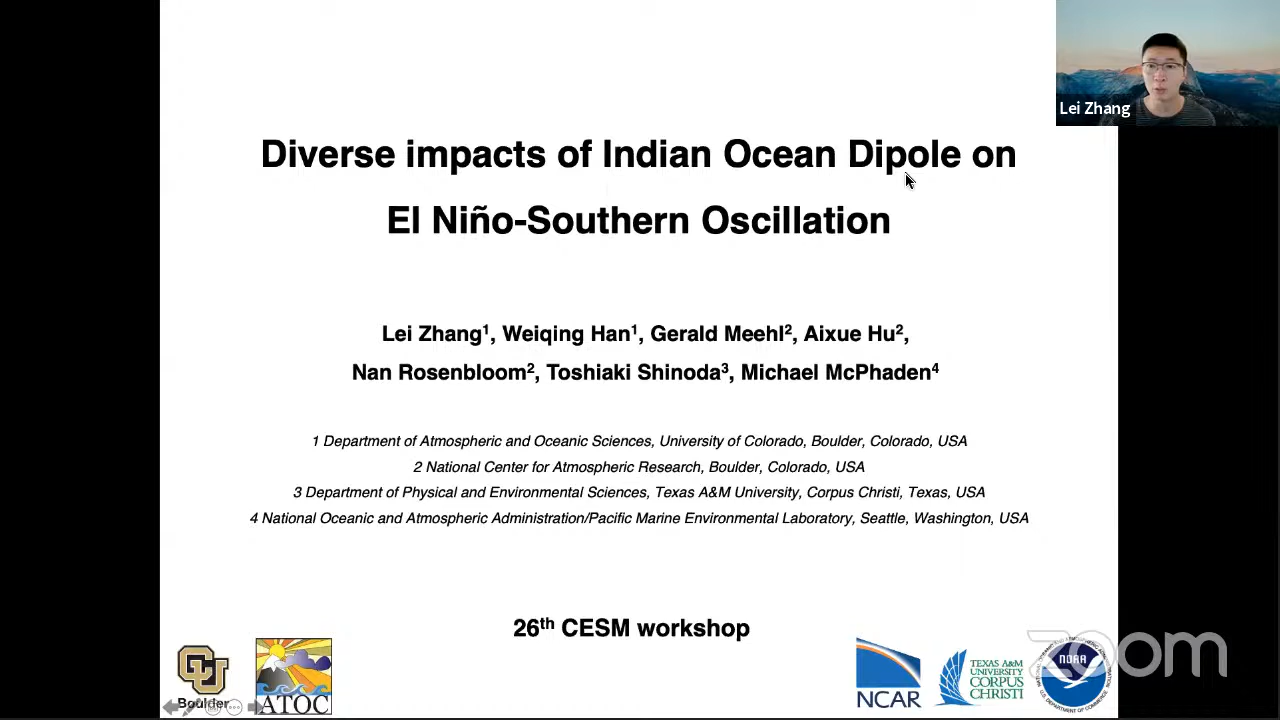 Lei Zhang
Diverse impacts of Indian Ocean Dipole on
El Niño-Southern Oscillation
Lei Zhang¹, Weiqing Han¹, Gerald Meehl², Aixue Hu²,
Nan Rosenbloom², Toshiaki Shinoda³, Michael McPhaden⁴
1 Department of Atmospheric and Oceanic Sciences, University of Colorado, Boulder, Colorado, USA
2 National Center for Atmospheric Research, Boulder, Colorado, USA
3 Department of Physical and Environmental Sciences, Texas A&M University, Corpus Christi, Texas, USA
4 National Oceanic and Atmospheric Administration/Pacific Marine Environmental Laboratory, Seattle, Washington, USA
26th CESM workshop
CU
Boulder
ATOC
NCAR
TEXAS A&M
UNIVERSITY
CORPUS
CHRISTI
NOAA
zoom